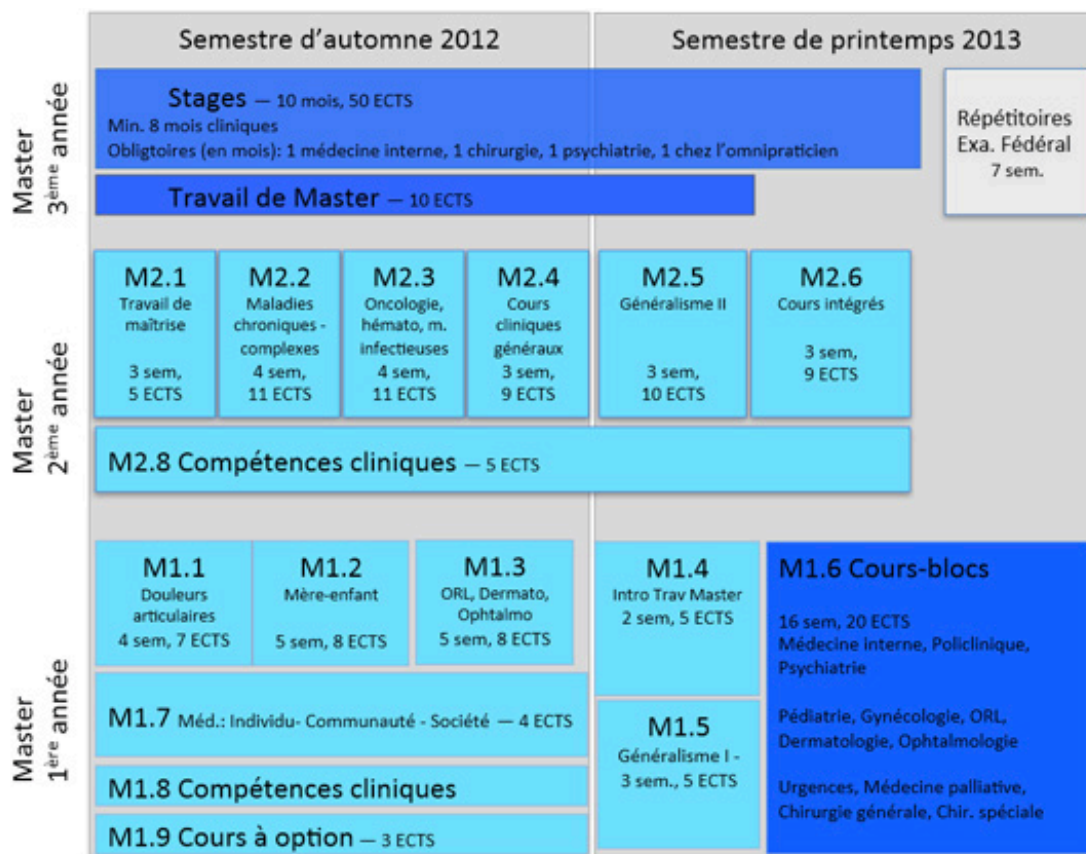 Semestre d'automne 2012
Semestre de printemps 2013
Master
3ème année
Stages — 10 mois, 50 ECTS
Min. 8 mois cliniques
Obligtoires (en mois): 1 médecine interne, 1 chirurgie, 1 psychiatrie, 1 chez l'omnipraticien
Travail de Master — 10 ECTS
Répétitoires
Exa. Fédéral
7 sem.
Master
2ème année
M2.1
Travail de
maîtrise
3 sem,
5 ECTS
M2.2
Maladies
chroniques -
complexes
4 sem,
11 ECTS
M2.3
Oncologie,
hémato, m.
infectieuses
4 sem,
11 ECTS
M2.4
Cours
cliniques
généraux
3 sem,
9 ECTS
M2.5
Généralisme II
3 sem,
10 ECTS
M2.6
Cours intégrés
3 sem,
9 ECTS
M2.8 Compétences cliniques — 5 ECTS
Master
1ère année
M1.1
Douleurs
articulaires
4 sem, 7 ECTS
M1.2
Mère-enfant
5 sem, 8 ECTS
M1.3
ORL, Dermato,
Ophtalmo
5 sem, 8 ECTS
M1.4
Intro Trav Master
2 sem, 5 ECTS
M1.5
Généralisme I -
3 sem., 5 ECTS
M1.6 Cours-blocs
16 sem, 20 ECTS
Médecine interne, Policlinique,
Psychiatrie
Pédiatrie, Gynécologie, ORL,
Dermatologie, Ophtalmologie
Urgences, Médecine palliative,
Chirurgie générale, Chir. spéciale
M1.7 Méd.: Individu- Communauté - Société — 4 ECTS
M1.8 Compétences cliniques
M1.9 Cours à option — 3 ECTS